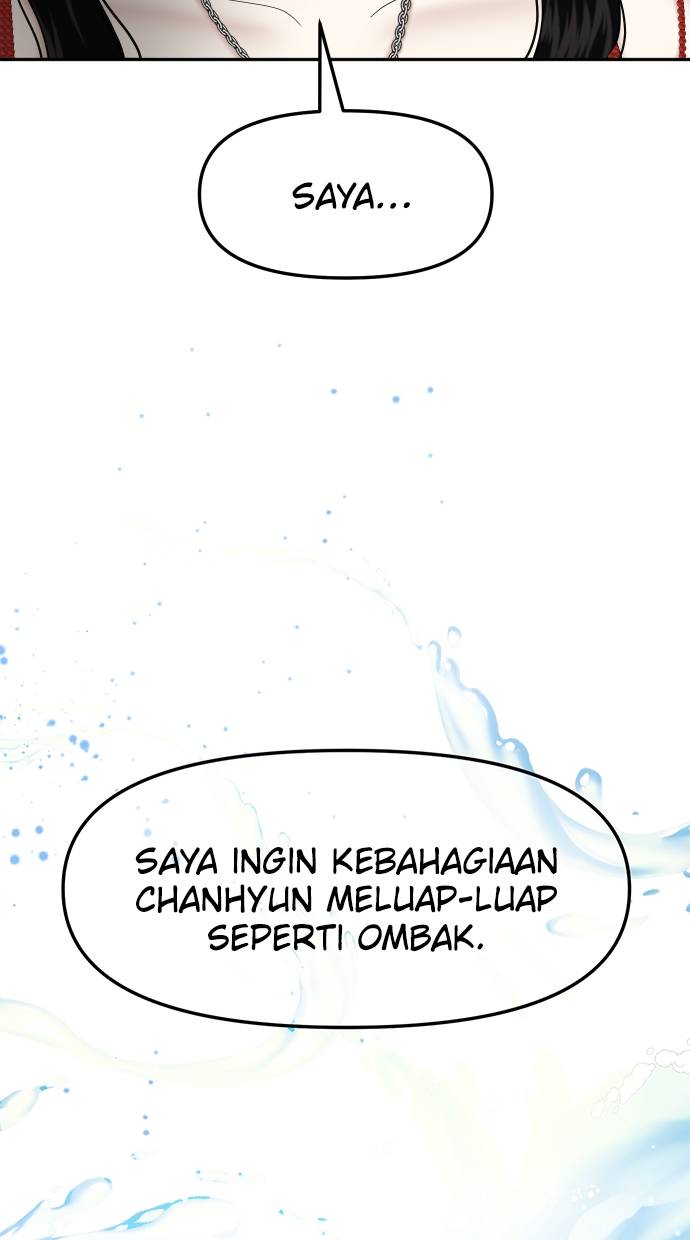 SAYA...
SAYA INGIN KEBAHAGIAAN
CHANHYUN MELUAP-LUAP
SEPERTI OMBAK.